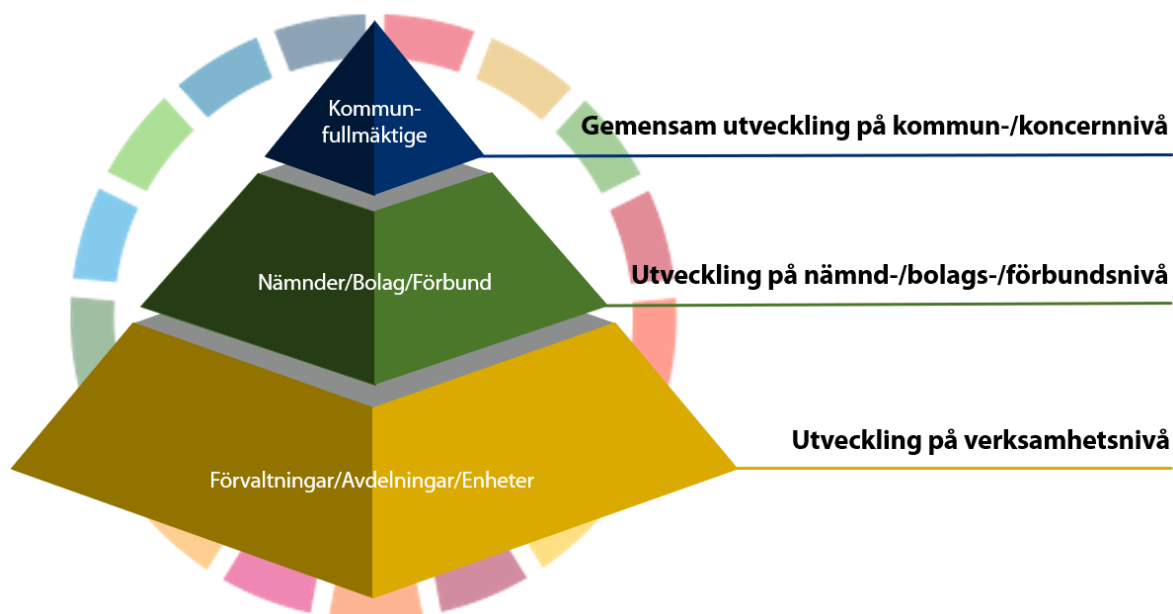 Kommun-
fullmäktige
Gemensam utveckling på kommun-/koncernnivå
Nämnder/Bolag/Förbund
Utveckling på nämnd-/bolags-/förbundsnivå
Utveckling på verksamhetsnivå
Förvaltningar/Avdelningar/Enheter